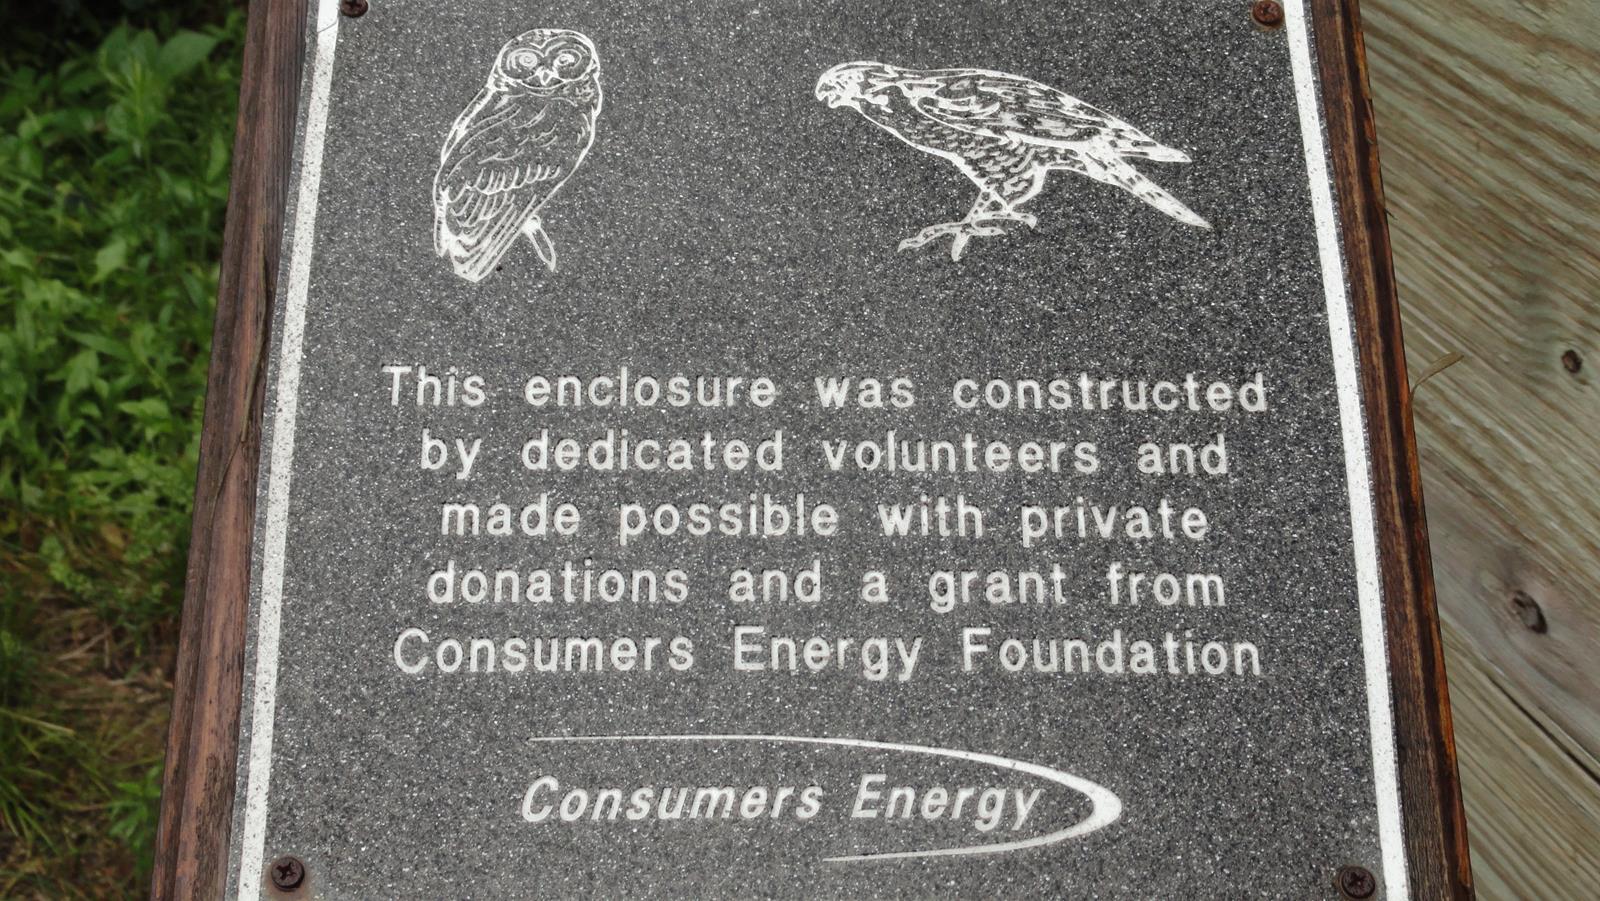 This enclosure was constructed
by dedicated volunteers and
made possible with private
donations and a grant from
Consumers Energy Foundation
Consumers Energy